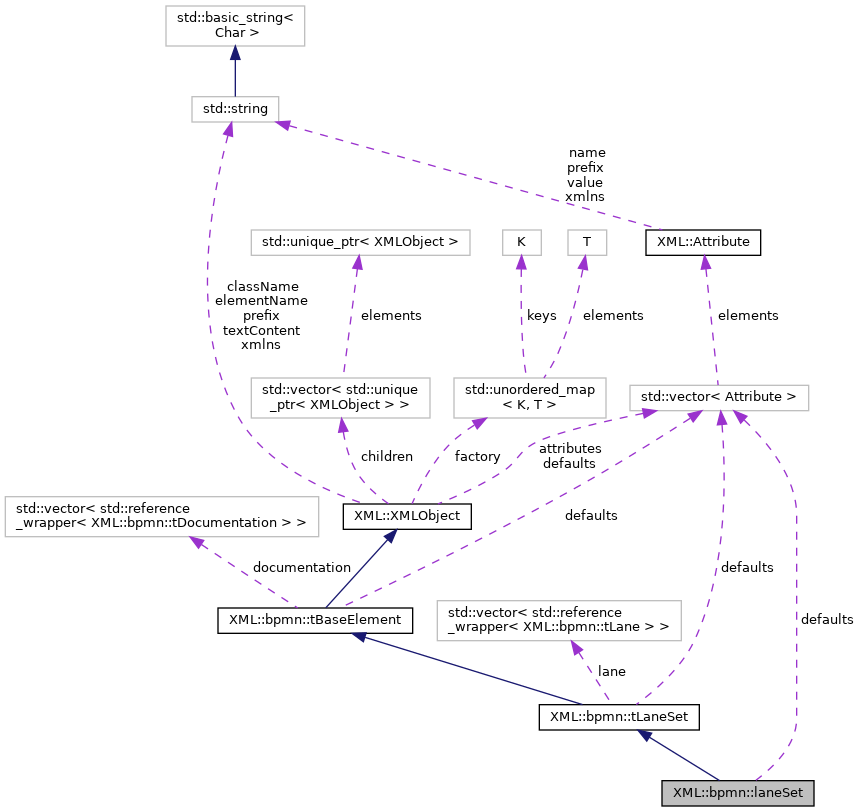 std::basic_string<
Char >
std::string
name
prefix
value
xmlns
std::unique_ptr< XMLObject >
K
T
XML::Attribute
className
elementName
prefix
textContent
xmlns
elements
keys
elements
elements
std::vector< std::unique
_ptr< XMLObject > >
std::unordered_map
< K, T >
std::vector< Attribute >
children
factory
attributes
defaults
std::vector< std::reference
_wrapper< XML::bpmn::tDocumentation > >
XML::XMLObject
defaults
documentation
defaults
XML::bpmn::tBaseElement
std::vector< std::reference
_wrapper< XML::bpmn::tLane > >
defaults
lane
XML::bpmn::tLaneSet
XML::bpmn::laneSet